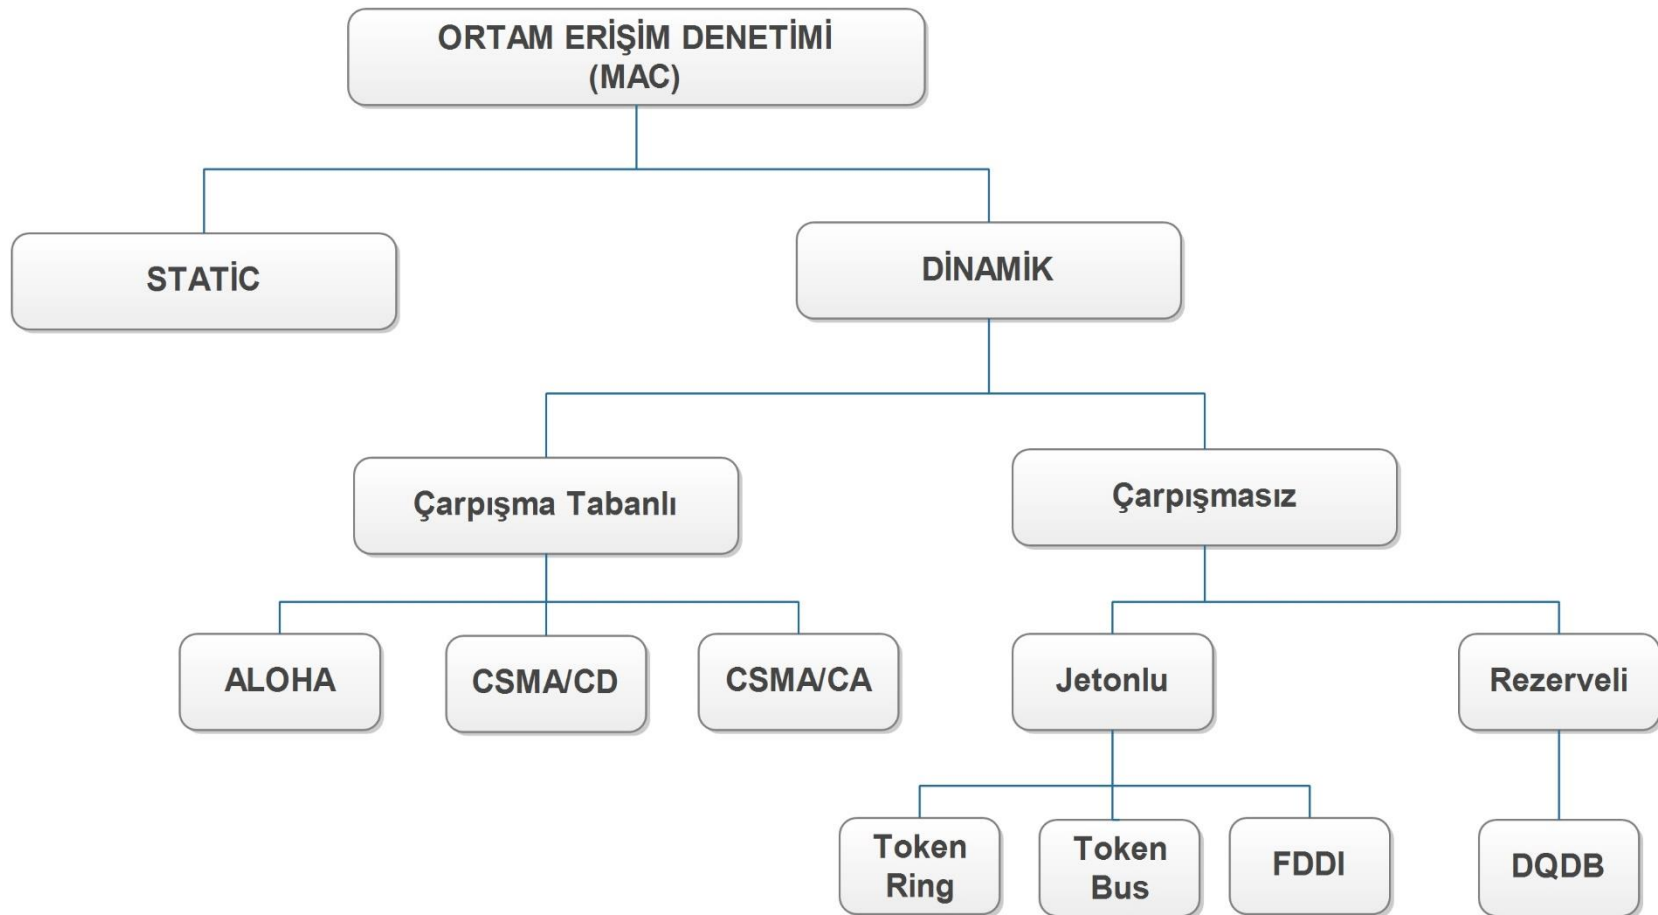 ORTAM ERİŞİM DENETİMİ
(MAC)
STATİC
DİNAMİK
Çarpışma Tabanlı
Çarpışmasız
ALOHA
CSMA/CD
CSMA/CA
Jetonlu
Rezerveli
Token
Ring
Token
Bus
FDDI
DQDB